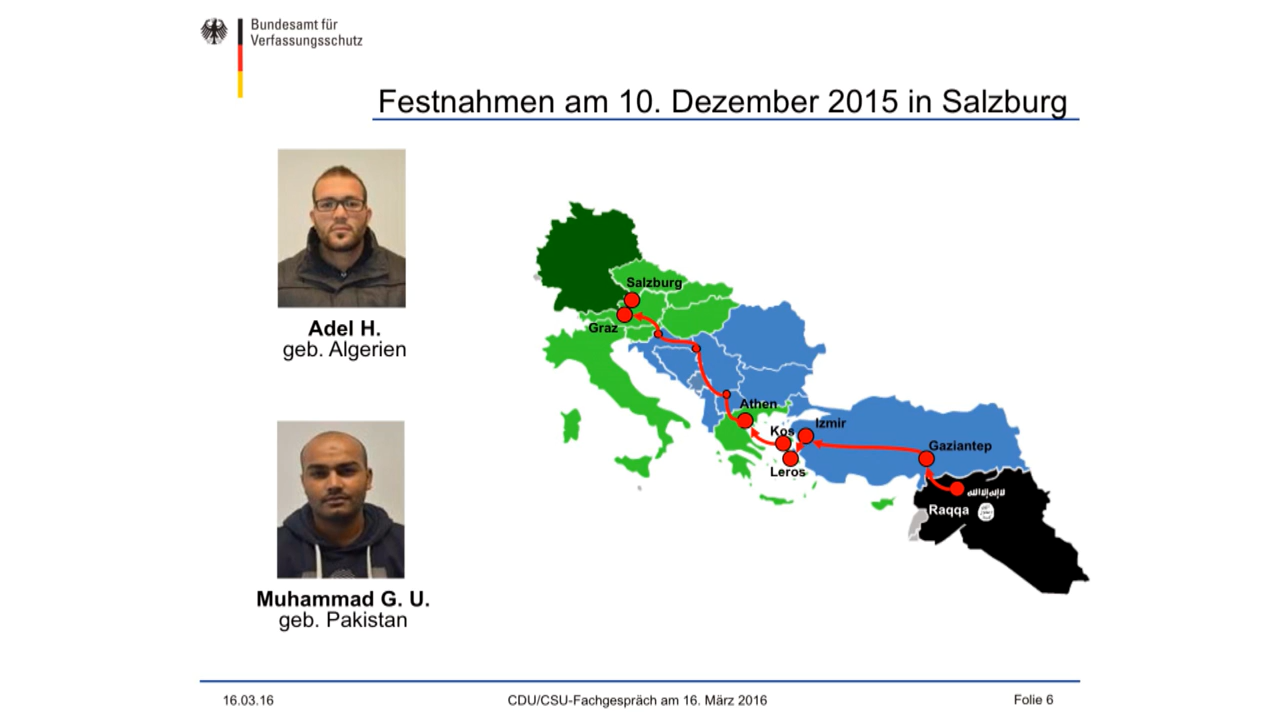 Bundesamt für
Verfassungsschutz
Festnahmen am 10. Dezember 2015 in Salzburg
Adel H.
geb. Algerien
Muhammad G. U.
geb. Pakistan
Salzburg
Graz
Athen
Kos
Izmir
Leros
Gaziantep
Raqqa
16.03.16
CDU/CSU-Fachgespräch am 16. März 2016
Folie 6